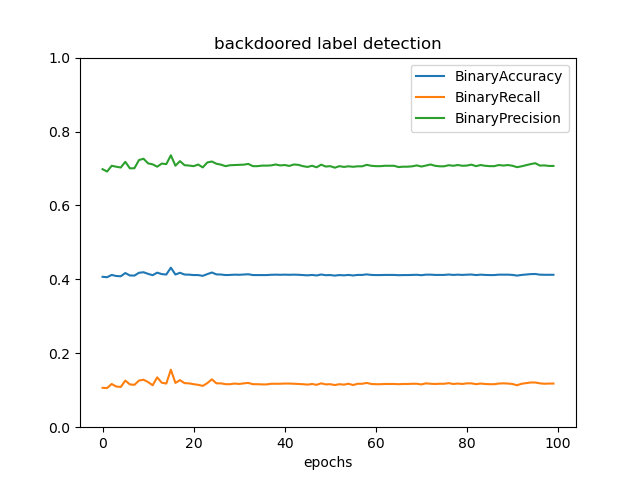 backdoored label detection
1.0
0.8
0.6
0.4
0.2
0.0
BinaryAccuracy
BinaryRecall
BinaryPrecision
0 20 40 60 80 100
epochs